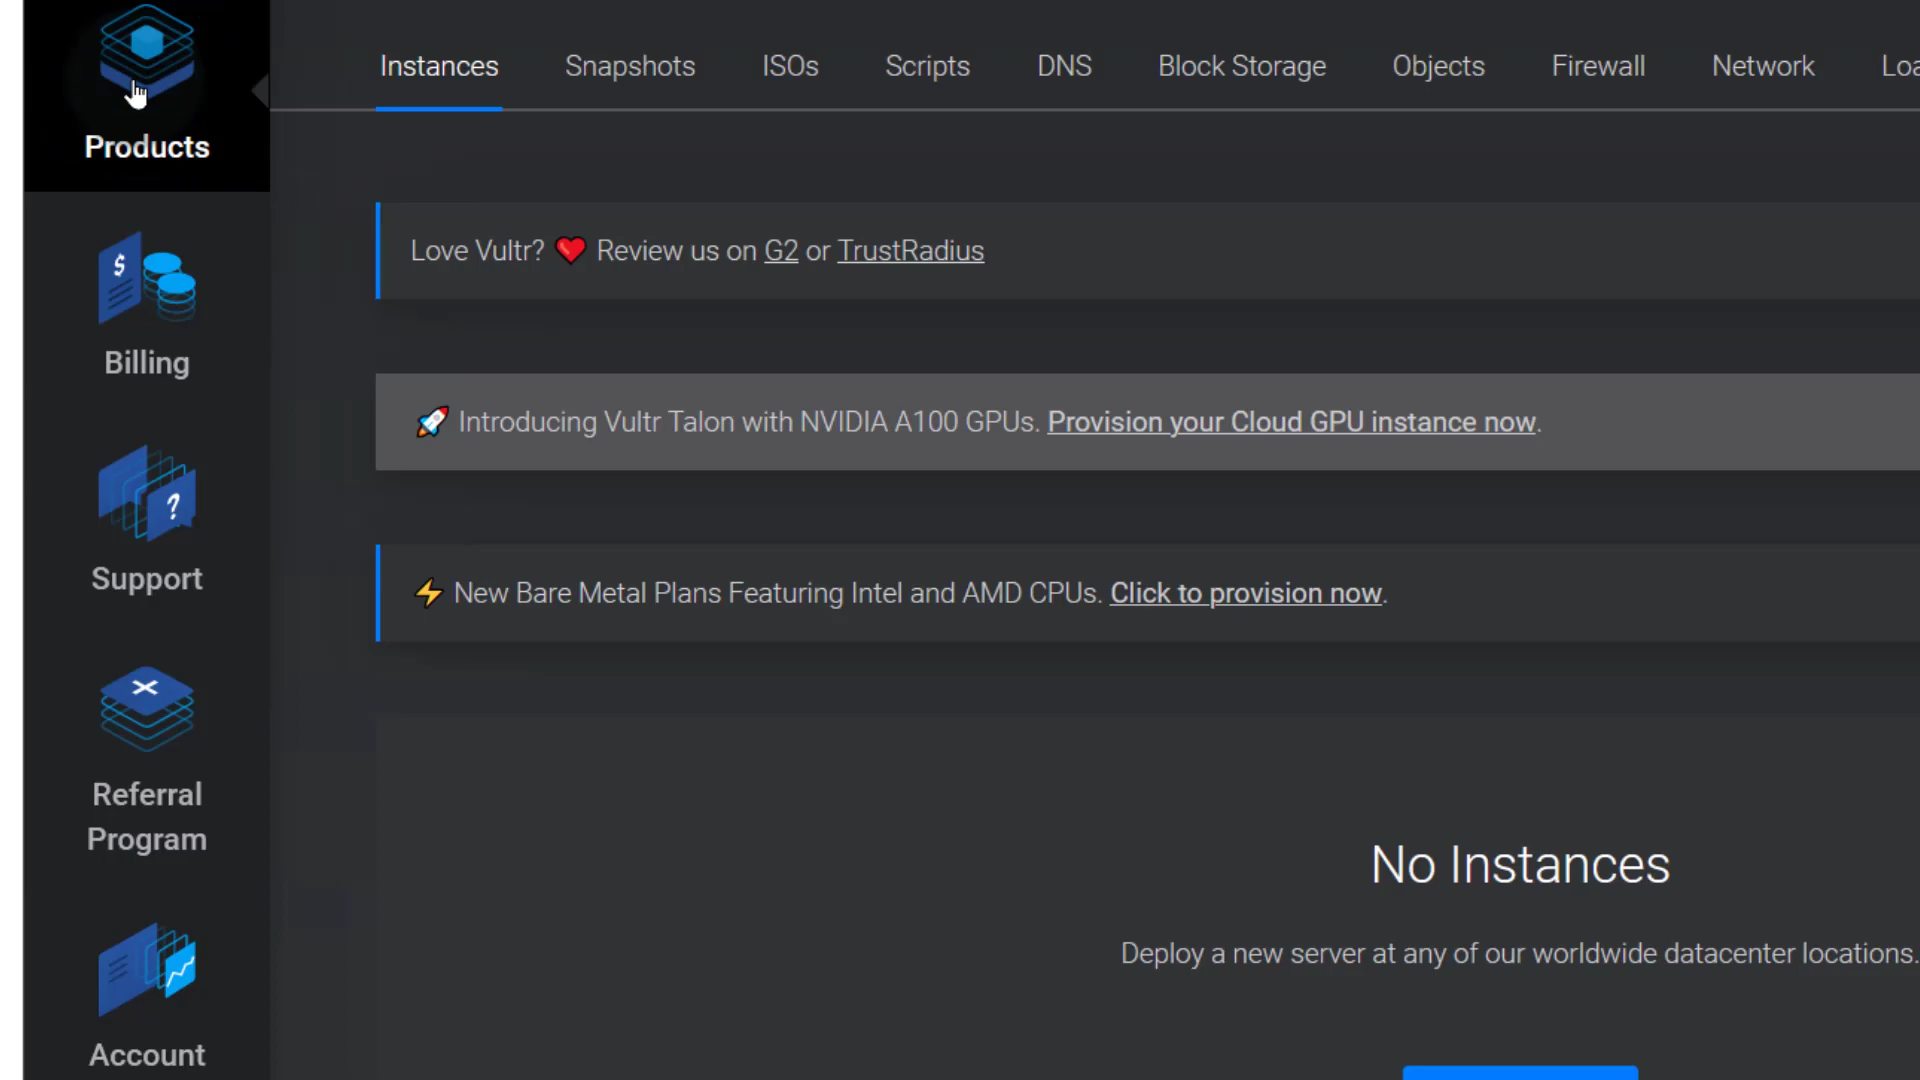 Products
Billing
Support
Referral
Program
Account
Instances Snapshots ISOs Scripts DNS Block Storage Objects Firewall Network
Love Vultr? ❤️ Review us on G2 or TrustRadius
🚀 Introducing Vultr Talon with NVIDIA A100 GPUs. Provision your Cloud GPU instance now.
⚡ New Bare Metal Plans Featuring Intel and AMD CPUs. Click to provision now.
No Instances
Deploy a new server at any of our worldwide datacenter locations.